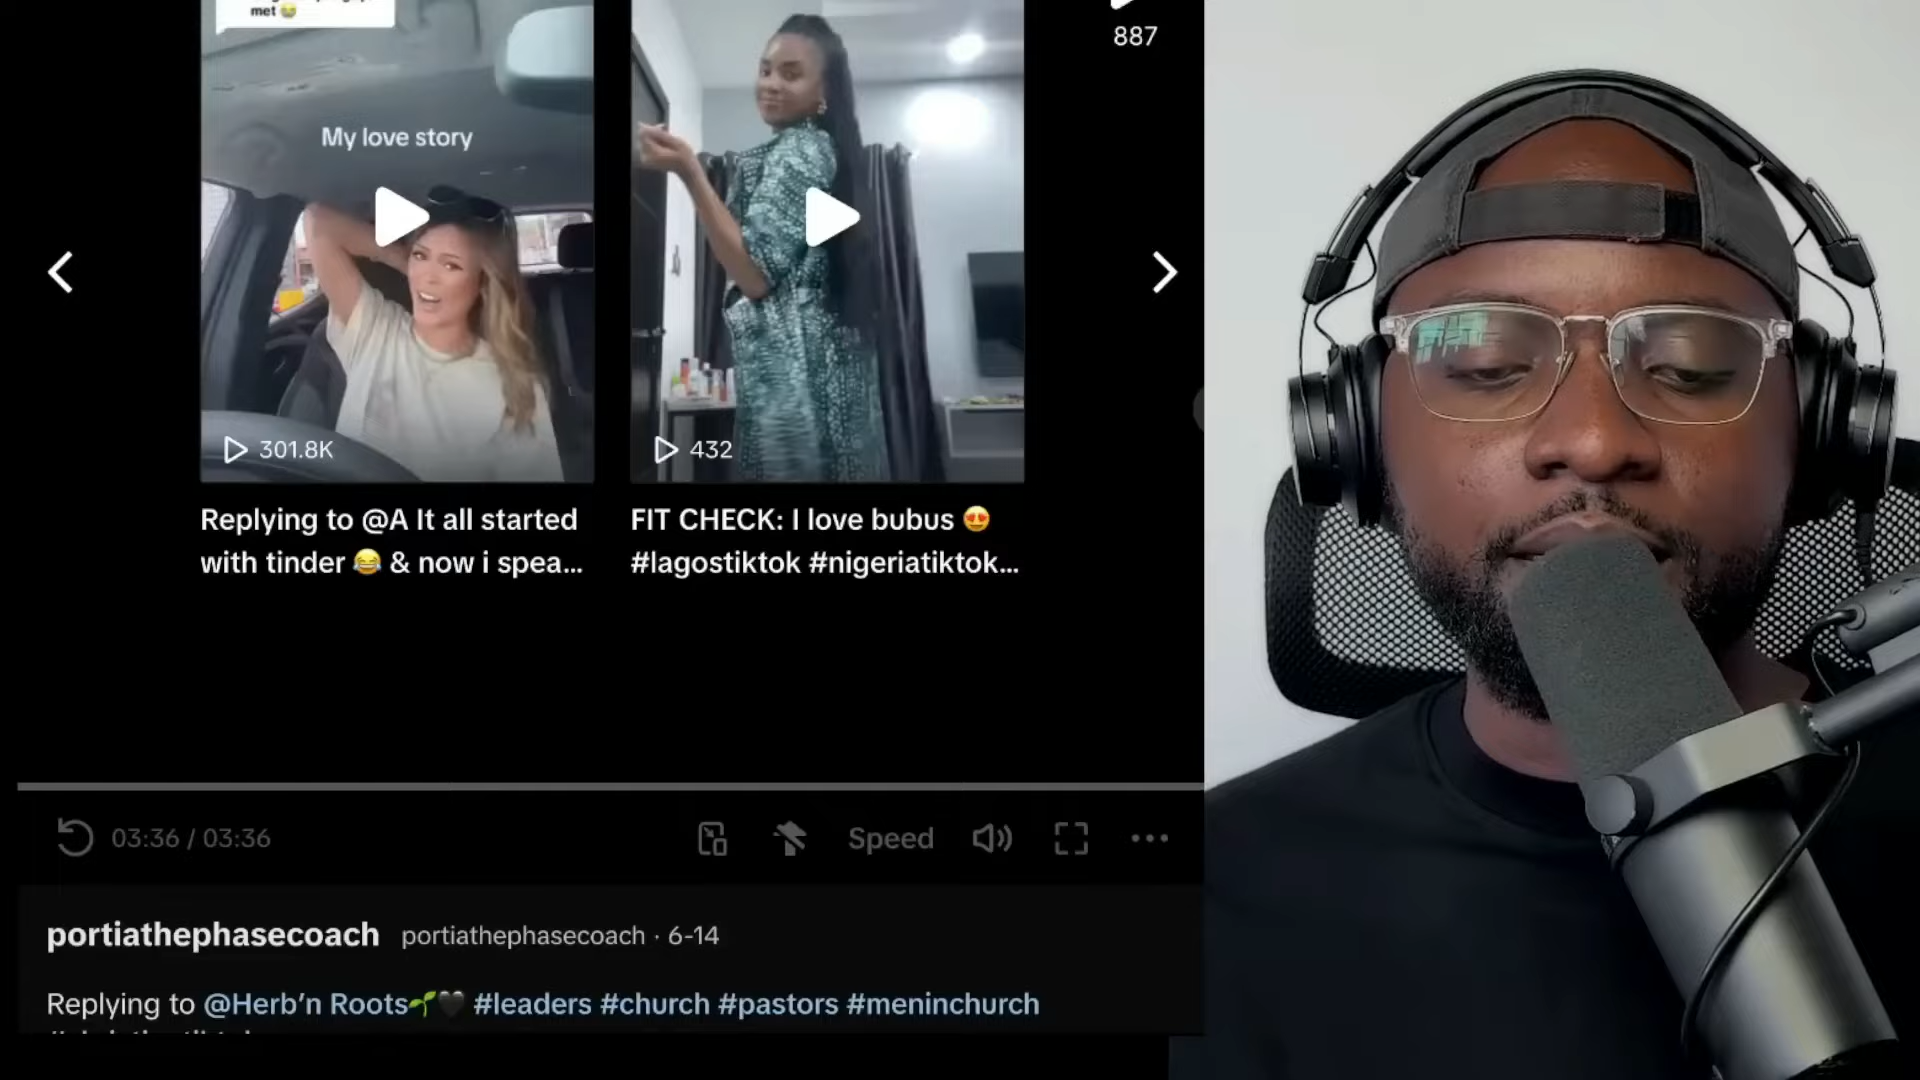 met 😂
887
My love story
301.8K
432
Replying to @A It all started
with tinder 😂 & now i spea...
FIT CHECK: I love bubus 😍
#lagostiktok #nigeriatiktok...
03:36 / 03:36
Speed
portiathephasecoach portiathephasecoach · 6-14
Replying to @Herb'n Roots🌱🖤 #leaders #church #pastors #meninchurch